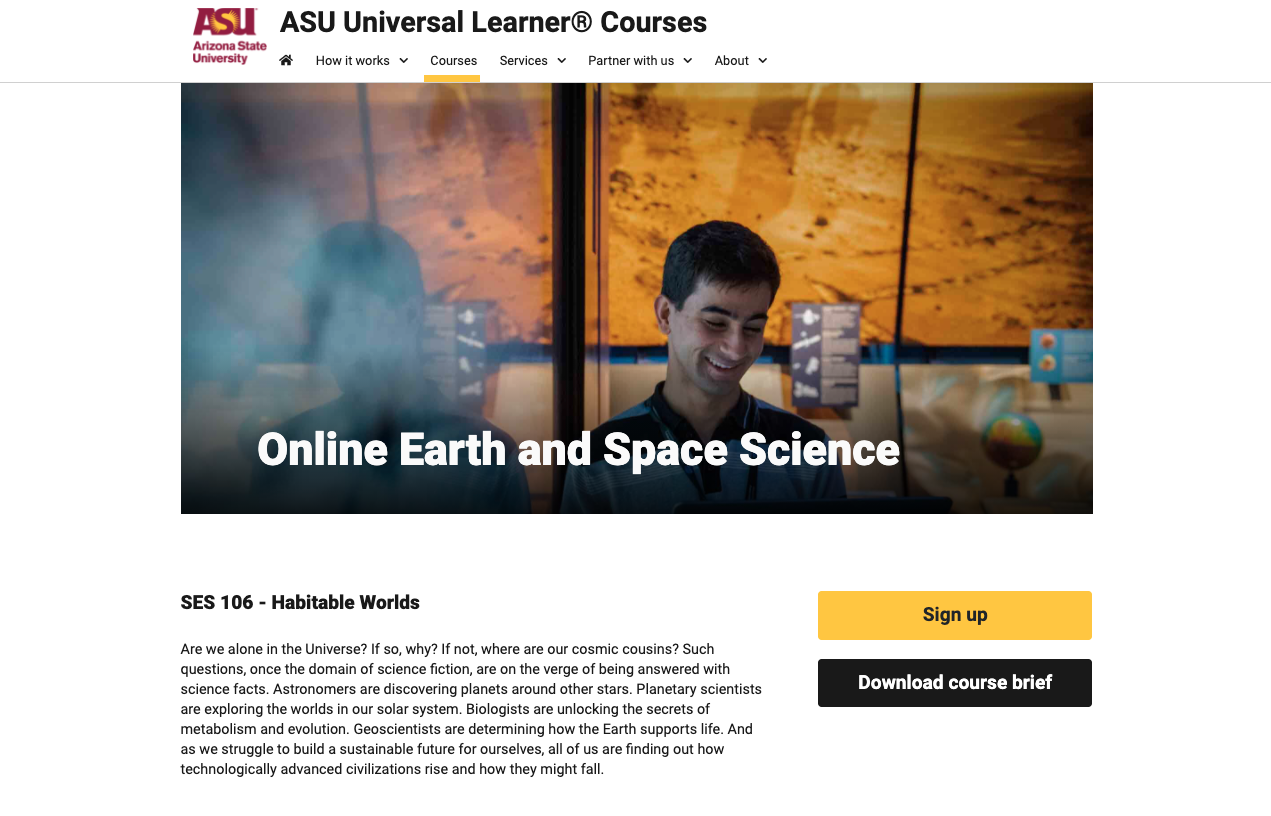 ASU
Arizona State
University
ASU Universal Learner® Courses
How it works
Courses
Services
Partner with us
About
Online Earth and Space Science
SES 106 - Habitable Worlds
Are we alone in the Universe? If so, why? If not, where are our cosmic cousins? Such
questions, once the domain of science fiction, are on the verge of being answered with
science facts. Astronomers are discovering planets around other stars. Planetary scientists
are exploring the worlds in our solar system. Biologists are unlocking the secrets of
metabolism and evolution. Geoscientists are determining how the Earth supports life. And
as we struggle to build a sustainable future for ourselves, all of us are finding out how
technologically advanced civilizations rise and how they might fall.
Sign up
Download course brief